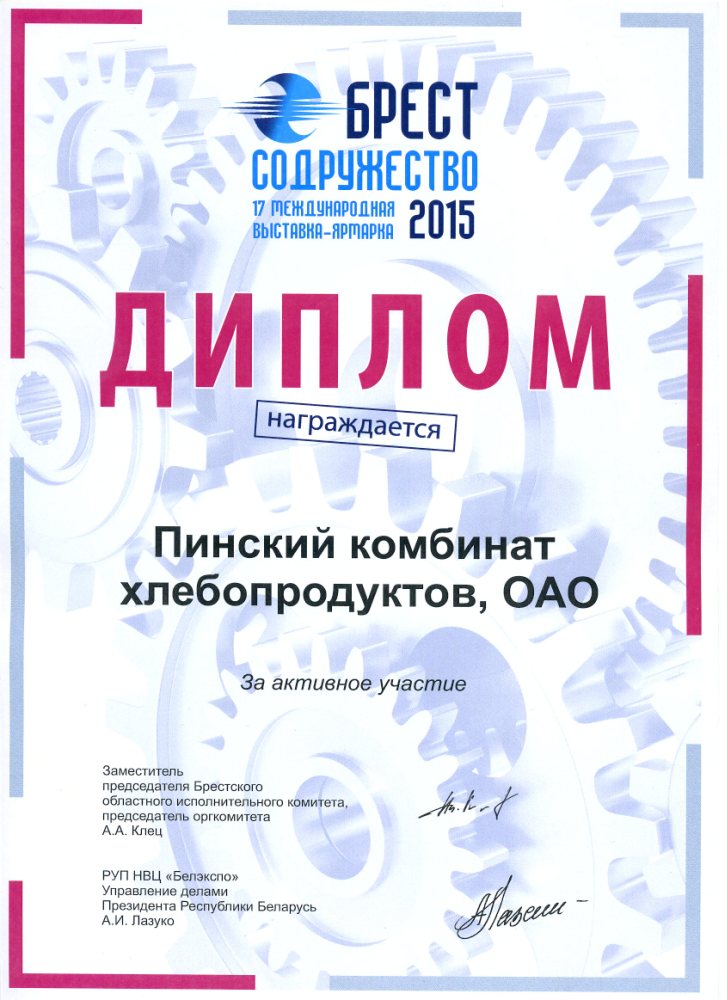 БРЕСТ
СОДРУЖЕСТВО
17 МЕЖДУНАРОДНАЯ
ВЫСТАВКА-ЯРМАРКА 2015
ДИПЛОМ
награждается
Пинский комбинат
хлебопродуктов, ОАО
За активное участие
Заместитель
председателя Брестского
областного исполнительного комитета,
председатель оргкомитета
А.А. Клец
РУП НВЦ «Белэкспо»
Управление делами
Президента Республики Беларусь
А.И. Лазуко